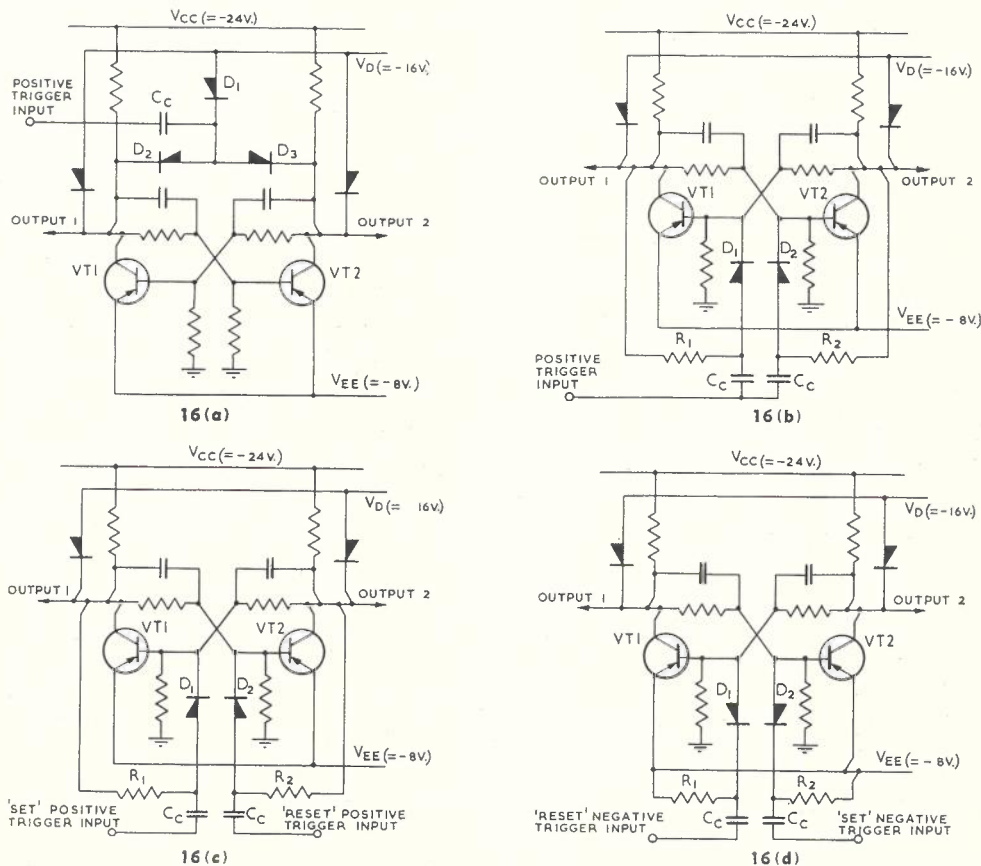 VCC (= -24V.)
VD (= -16V.)
POSITIVE
TRIGGER
INPUT
CC
D1
D2
D3
OUTPUT 1
OUTPUT 2
VT1
VT2
VEE (= -8V.)
16(a)
VCC (= -24V.)
VD (= -16V.)
OUTPUT 1
OUTPUT 2
VT1
VT2
D1
D2
VEE (= -8V.)
R1
R2
POSITIVE
TRIGGER
INPUT
CC
CC
16(b)
VCC (= -24V.)
VD (= 16V.)
OUTPUT 1
OUTPUT 2
VT1
VT2
D1
D2
VEE (= -8V.)
R1
R2
'SET' POSITIVE
TRIGGER INPUT
CC
CC
'RESET' POSITIVE
TRIGGER INPUT
16(c)
VCC (= -24V.)
VD (= -16V.)
OUTPUT 1
OUTPUT 2
VT1
VT2
D1
D2
VEE (= -8V.)
R1
R2
'RESET' NEGATIVE
TRIGGER INPUT
CC
CC
'SET' NEGATIVE
TRIGGER INPUT
16(d)